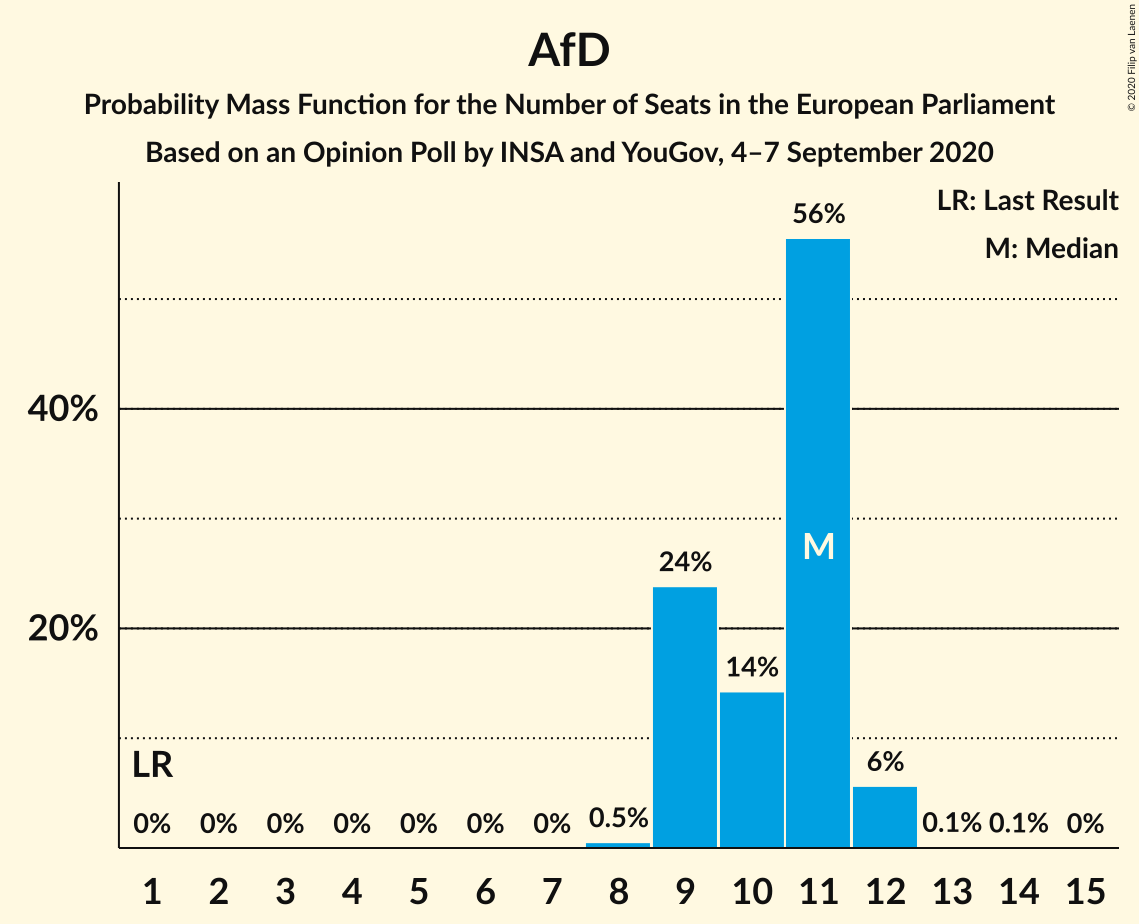 AfD
Probability Mass Function for the Number of Seats in the European Parliament
Based on an Opinion Poll by INSA and YouGov, 4–7 September 2020
© 2020 Filip van Laenen
LR: Last Result
M: Median
56%
40%
M
24%
20%
14%
LR
6%
0% 0% 0% 0% 0% 0% 0% 0.5% 0.1% 0.1% 0%
1 2 3 4 5 6 7 8 9 10 11 12 13 14 15